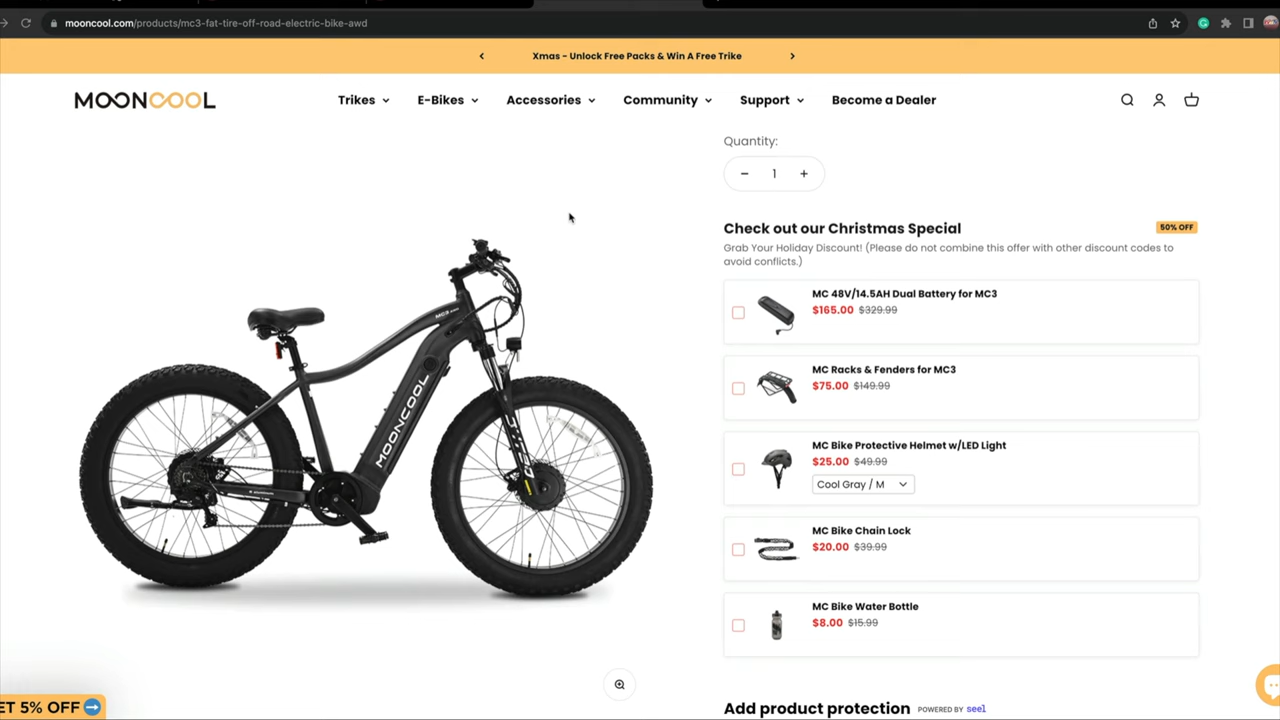 mooncool.com/products/mc3-fat-tire-off-road-electric-bike-awd
Xmas - Unlock Free Packs & Win A Free Trike
MOONCOOL
Trikes
E-Bikes
Accessories
Community
Support
Become a Dealer
Quantity:
− 1 +
Check out our Christmas Special
50% OFF
Grab Your Holiday Discount! (Please do not combine this offer with other discount codes to
avoid conflicts.)
MC 48V/14.5AH Dual Battery for MC3
$165.00 $329.99
MC Racks & Fenders for MC3
$75.00 $149.99
MC Bike Protective Helmet w/LED Light
$25.00 $49.99
Cool Gray / M
MC Bike Chain Lock
$20.00 $39.99
MC Bike Water Bottle
$8.00 $15.99
MOONCOOL
ET 5% OFF
Add product protection POWERED BY seel